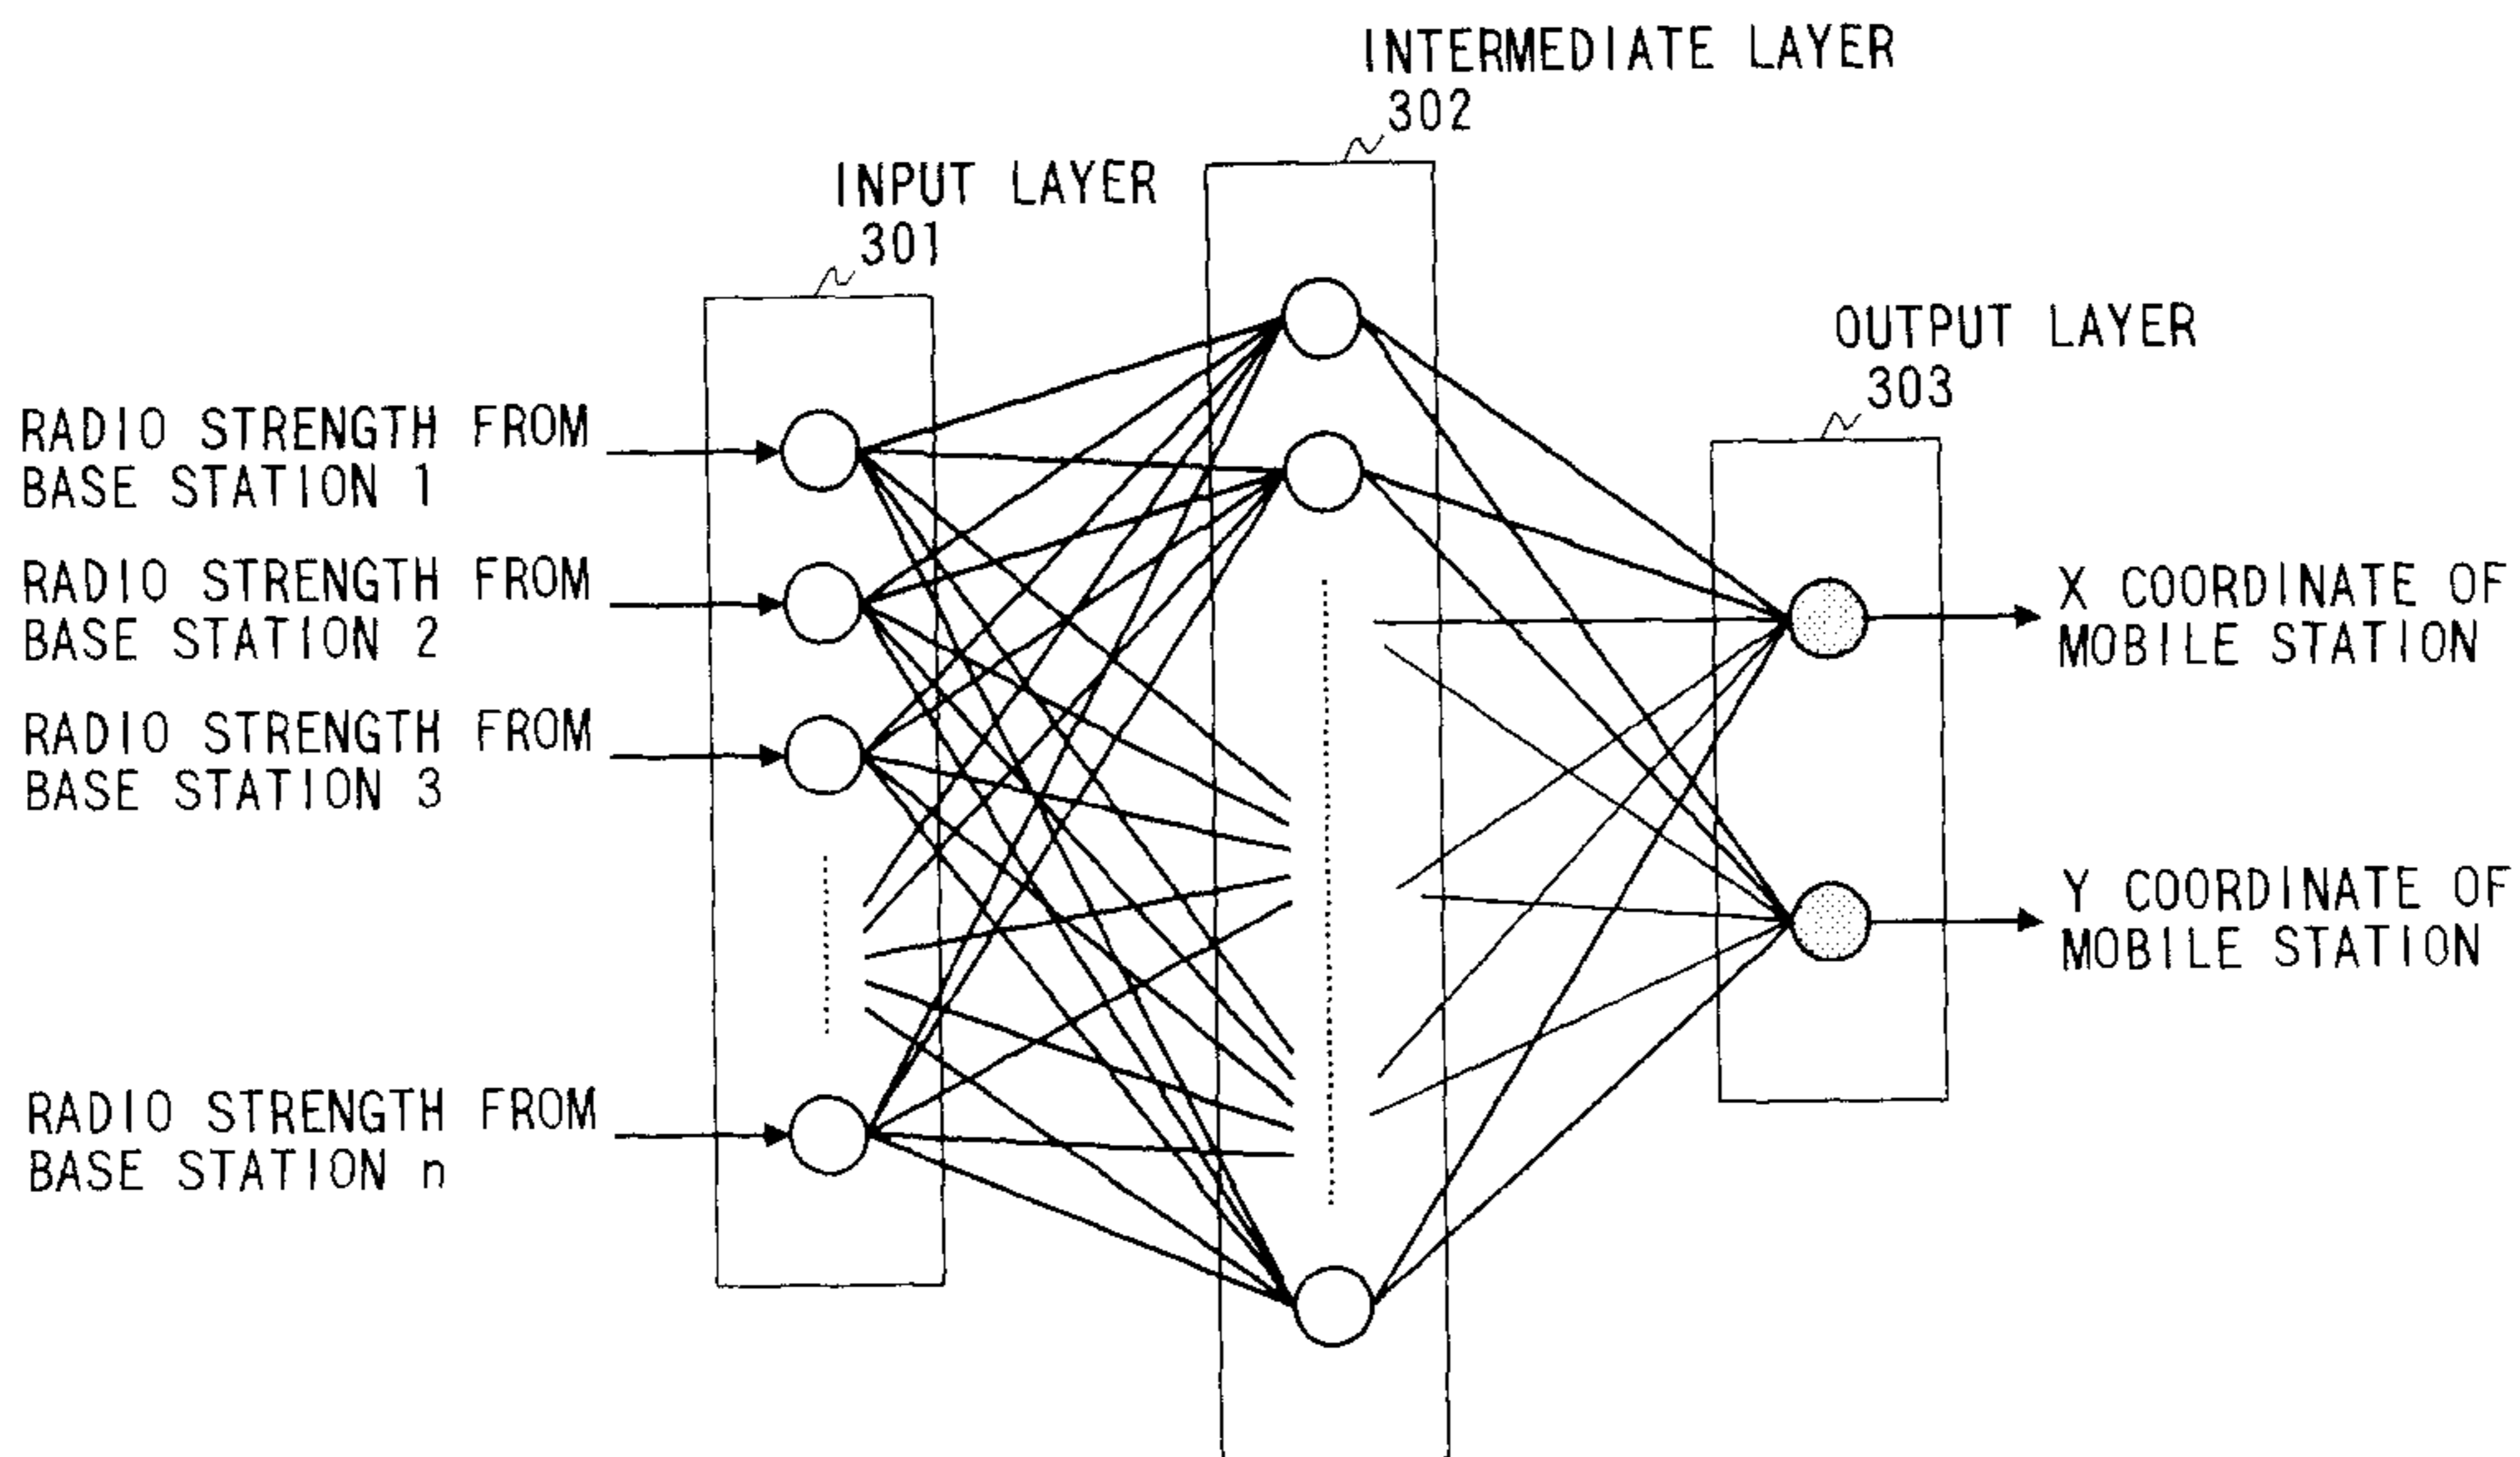 INTERMEDIATE LAYER
302
INPUT LAYER
301
OUTPUT LAYER
303
RADIO STRENGTH FROM
BASE STATION 1
RADIO STRENGTH FROM
BASE STATION 2
RADIO STRENGTH FROM
BASE STATION 3
RADIO STRENGTH FROM
BASE STATION n
X COORDINATE OF
MOBILE STATION
Y COORDINATE OF
MOBILE STATION